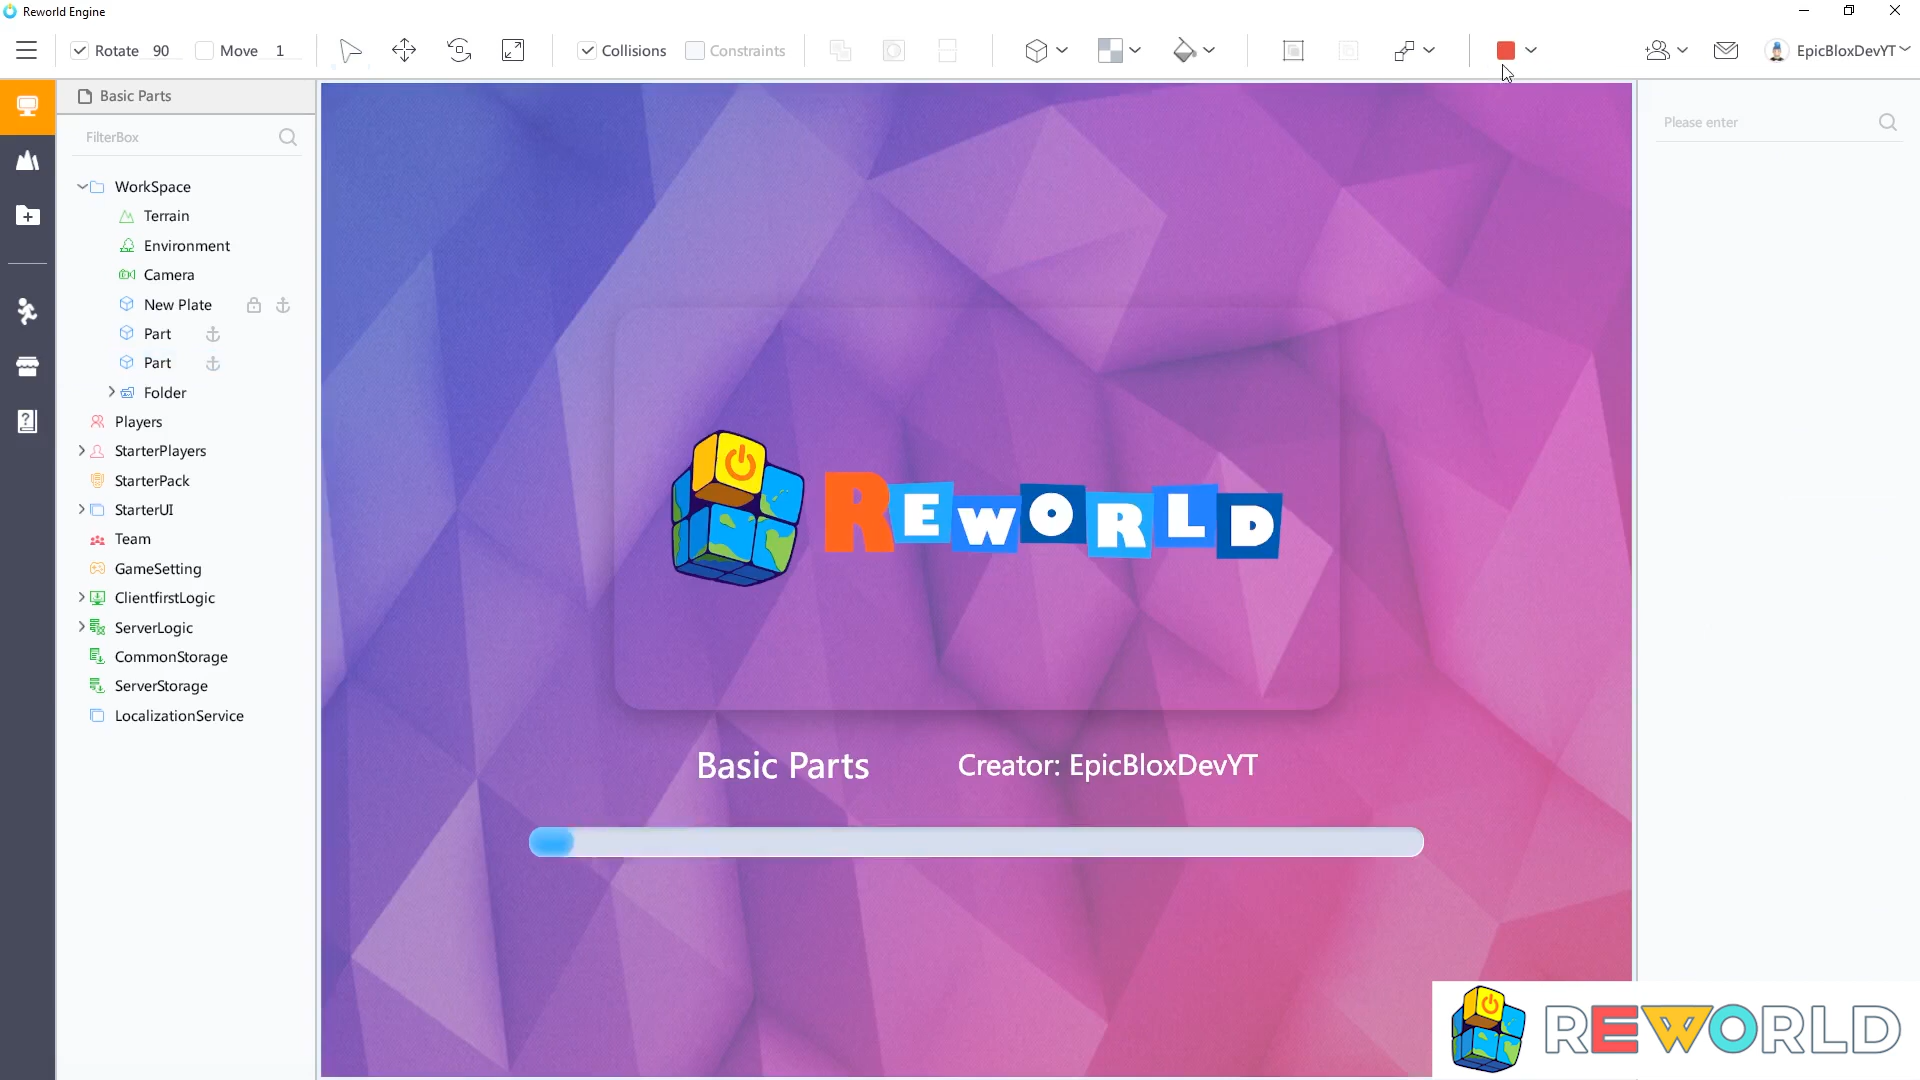 Reworld Engine
Rotate 90 Move 1 Collisions Constraints EpicBloxDevYT
Basic Parts
FilterBox
Please enter
WorkSpace
Terrain
Environment
Camera
New Plate
Part
Part
Folder
Players
StarterPlayers
StarterPack
StarterUI
Team
GameSetting
ClientfirstLogic
ServerLogic
CommonStorage
ServerStorage
LocalizationService
REWORLD
Basic Parts Creator: EpicBloxDevYT
REWORLD